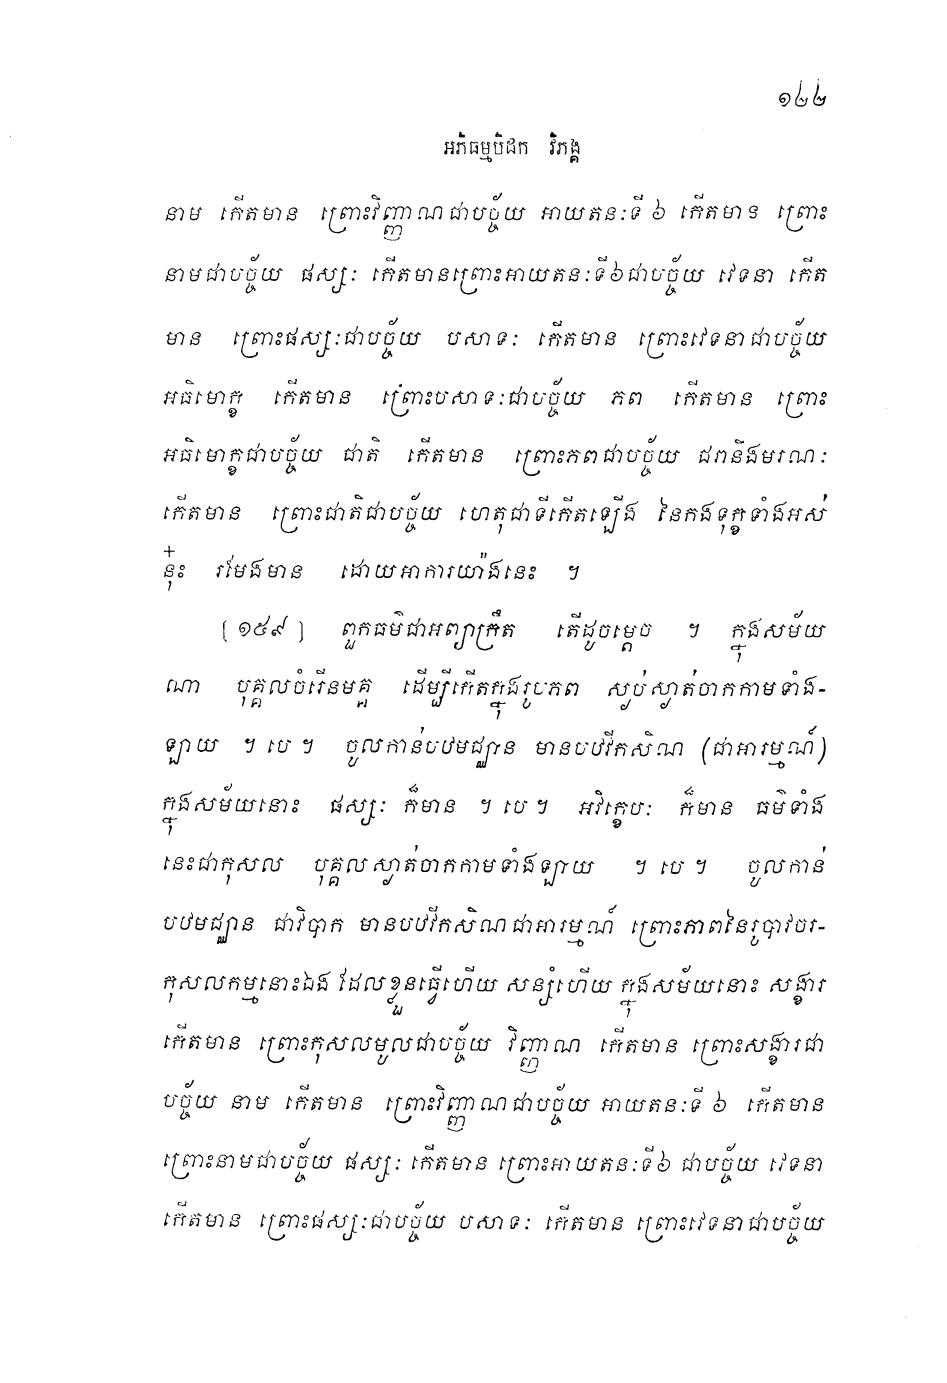 ១៤៤
អភិធម្មបិដក វិភង្គ
នាម កើតមាន ព្រោះវិញ្ញាណជាបច្ច័យ អាយតនៈទី ៦ កើតមាន ព្រោះ
នាមជាបច្ច័យ ផស្សៈ កើតមានព្រោះអាយតនៈទី៦ជាបច្ច័យ វេទនា កើត
មាន ព្រោះផស្សៈជាបច្ច័យ បសាទៈ កើតមាន ព្រោះវេទនាជាបច្ច័យ
អធិមោក្ខ កើតមាន ព្រោះបសាទៈជាបច្ច័យ ភព កើតមាន ព្រោះ
អធិមោក្ខជាបច្ច័យ ជាតិ កើតមាន ព្រោះភពជាបច្ច័យ ជរានិងមរណៈ
កើតមាន ព្រោះជាតិជាបច្ច័យ ហេតុជាទីកើតឡើង នៃកងទុក្ខទាំងអស់
នុ៎ះ រមែងមាន ដោយអាការយ៉ាងនេះ ។
[១៥៩] ពួកធម៌ជាអព្យាក្រឹត តើដូចម្តេច ។ ក្នុងសម័យ
ណា បុគ្គលចំរើនមគ្គ ដើម្បីកើតក្នុងរូបភព ស្ងប់ស្ងាត់ចាកកាមទាំង-
ឡាយ ។ បេ ។ ចូលកាន់បឋមជ្ឈាន មានបឋវីកសិណ (ជាអារម្មណ៍)
ក្នុងសម័យនោះ ផស្សៈ ក៏មាន ។ បេ ។ អវិក្ខេបៈ ក៏មាន ធម៌ទាំង
នេះជាកុសល បុគ្គលស្ងាត់ចាកកាមទាំងឡាយ ។ បេ ។ ចូលកាន់
បឋមជ្ឈាន ជាវិបាក មានបឋវីកសិណជាអារម្មណ៍ ព្រោះភាពនៃរូបាវចរ-
កុសលកម្មនោះឯង ដែលខ្លួនធ្វើហើយ សន្សំហើយ ក្នុងសម័យនោះ សង្ខារ
កើតមាន ព្រោះកុសលមូលជាបច្ច័យ វិញ្ញាណ កើតមាន ព្រោះសង្ខារជា
បច្ច័យ នាម កើតមាន ព្រោះវិញ្ញាណជាបច្ច័យ អាយតនៈទី ៦ កើតមាន
ព្រោះនាមជាបច្ច័យ ផស្សៈ កើតមាន ព្រោះអាយតនៈទី៦ ជាបច្ច័យ វេទនា
កើតមាន ព្រោះផស្សៈជាបច្ច័យ បសាទៈ កើតមាន ព្រោះវេទនាជាបច្ច័យ